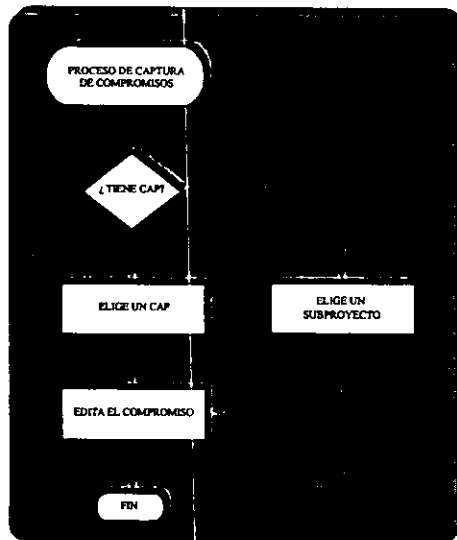 PROCESO DE CAPTURA
DE COMPROMISOS
¿TIENE CAP?
ELIGE UN CAP
ELIGE UN
SUBPROYECTO
EDITA EL COMPROMISO
FIN